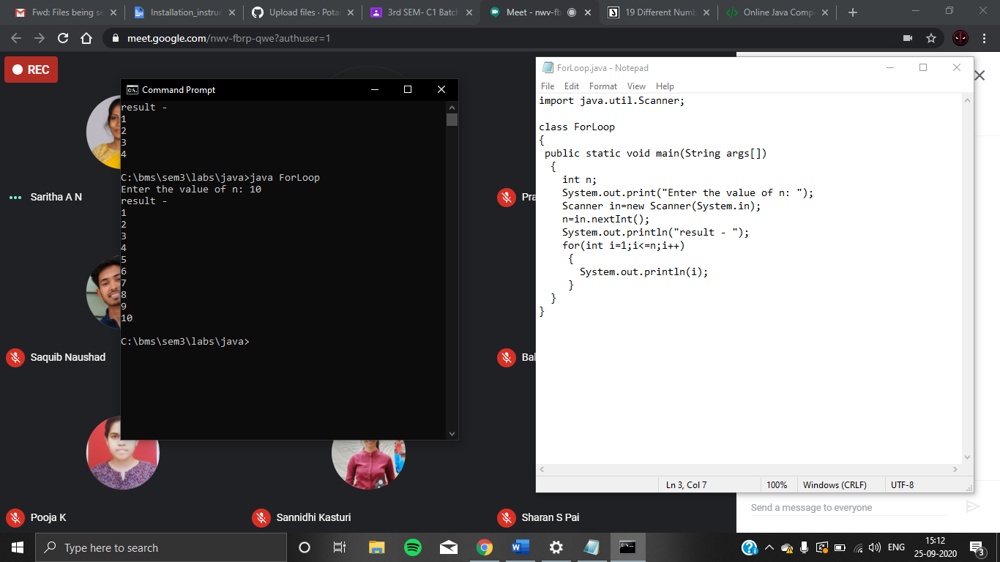 Fwd: Files being se
Installation_instruc
Upload files · Potar
3rd SEM- C1 Batch
Meet - nwv-fb
19 Different Numb
Online Java Comp
meet.google.com/nwv-fbrp-qwe?authuser=1
REC
Command Prompt
result -
1
2
3
4
C:\bms\sem3\labs\java>java ForLoop
Enter the value of n: 10
result -
1
2
3
4
5
6
7
8
9
10
C:\bms\sem3\labs\java>
ForLoop.java - Notepad
File Edit Format View Help
import java.util.Scanner;
class ForLoop
{
public static void main(String args[])
{
int n;
System.out.print("Enter the value of n: ");
Scanner in=new Scanner(System.in);
n=in.nextInt();
System.out.println("result - ");
for(int i=1;i<=n;i++)
{
System.out.println(i);
}
}
}
Ln 3, Col 7 100% Windows (CRLF) UTF-8
Saritha A N
Pra
Saquib Naushad
Bal
Pooja K
Sannidhi Kasturi
Sharan S Pai
Send a message to everyone
Type here to search
ENG
15:12
25-09-2020
3